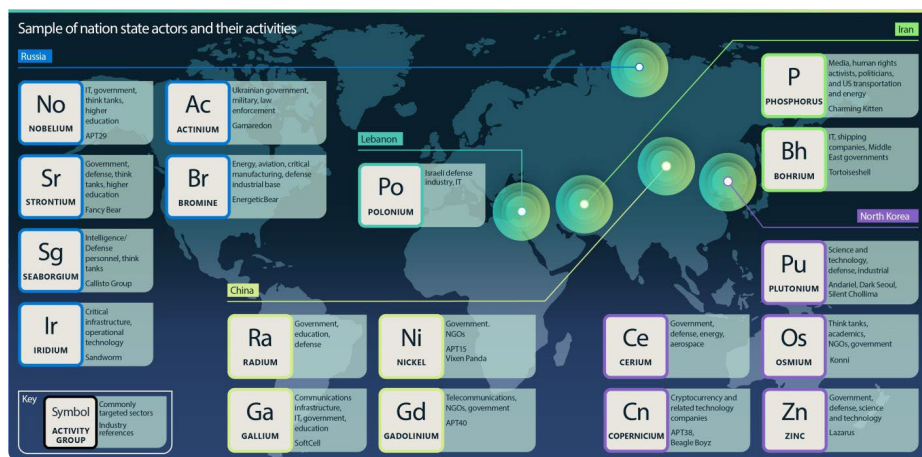 Sample of nation state actors and their activities
Russia
No
NOBELIUM
IT, government,
think tanks,
higher
education
APT29
Ac
ACTINIUM
Ukrainian government,
military, law
enforcement
Gamaredon
Sr
STRONTIUM
Government,
defense, think
tanks, higher
education
Fancy Bear
Br
BROMINE
Energy, aviation, critical
manufacturing, defense
industrial base
EnergeticBear
Sg
SEABORGIUM
Intelligence/
Defense
personnel, think
tanks
Callisto Group
Ir
IRIDIUM
Critical
infrastructure,
operational
technology
Sandworm
Key
Symbol
ACTIVITY
GROUP
Commonly
targeted sectors
Industry
references
Lebanon
Po
POLONIUM
Israeli defense
industry, IT
China
Ra
RADIUM
Government,
education,
defense
Ni
NICKEL
Government.
NGOs
APT15
Vixen Panda
Ga
GALLIUM
Communications
infrastructure,
IT, government,
education
SoftCell
Gd
GADOLINIUM
Telecommunications,
NGOs, government
APT40
Iran
P
PHOSPHORUS
Media, human rights
activists, politicians,
and US transportation
and energy
Charming Kitten
Bh
BOHRIUM
IT, shipping
companies, Middle
East governments
Tortoiseshell
North Korea
Pu
PLUTONIUM
Science and
technology,
defense, industrial
Andariel, Dark Seoul,
Silent Chollima
Ce
CERIUM
Government,
defense, energy,
aerospace
Os
OSMIUM
Think tanks,
academics,
NGOs, government
Konni
Cn
COPERNICIUM
Cryptocurrency and
related technology
companies
APT38,
Beagle Boyz
Zn
ZINC
Government,
defense, science
and technology
Lazarus